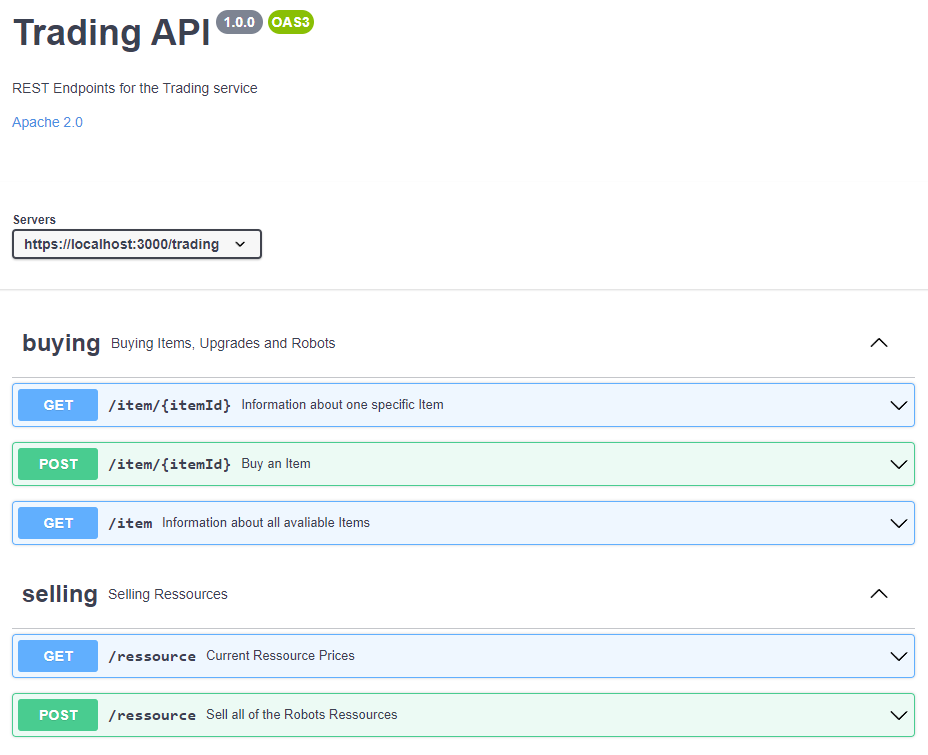 Trading API 1.0.0 OAS3
REST Endpoints for the Trading service
Apache 2.0
Servers
https://localhost:3000/trading
buying Buying Items, Upgrades and Robots
GET /item/{itemId} Information about one specific Item
POST /item/{itemId} Buy an Item
GET /item Information about all avaliable Items
selling Selling Ressources
GET /ressource Current Ressource Prices
POST /ressource Sell all of the Robots Ressources